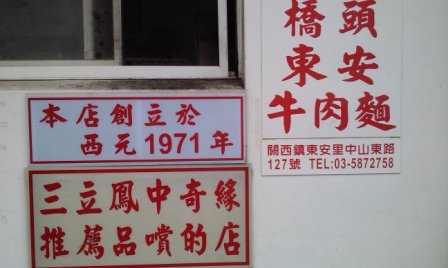 橋頭
東安
牛肉麵
關西鎮東安里中山東路
127號 TEL:03-5872758
本店創立於
西元1971年
三立鳳中奇緣
推薦品嚐的店